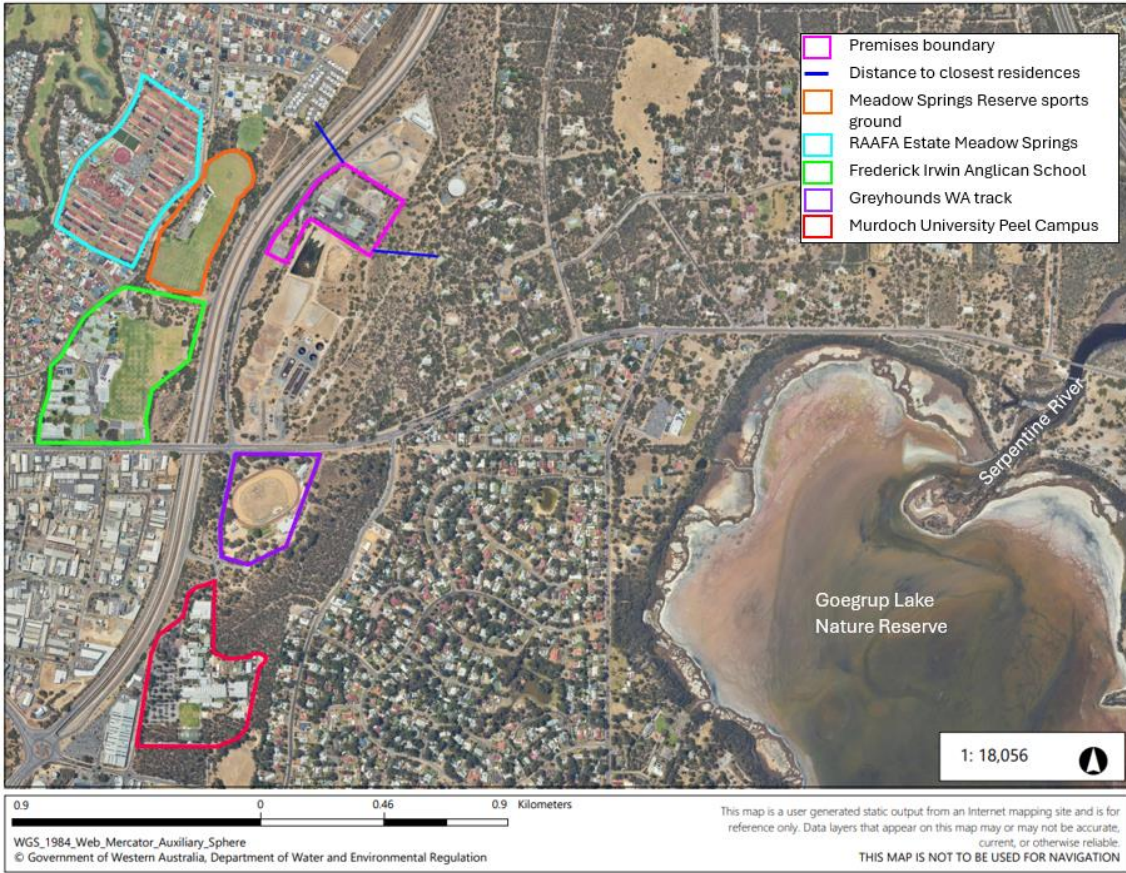 Premises boundary
Distance to closest residences
Meadow Springs Reserve sports
ground
RAAFA Estate Meadow Springs
Frederick Irwin Anglican School
Greyhounds WA track
Murdoch University Peel Campus
Serpentine River
Goegrup Lake
Nature Reserve
1: 18,056
0.9 0 0.46 0.9 Kilometers
WGS_1984_Web_Mercator_Auxiliary_Sphere
© Government of Western Australia, Department of Water and Environmental Regulation
This map is a user generated static output from an Internet mapping site and is for
reference only. Data layers that appear on this map may or may not be accurate,
current, or otherwise reliable.
THIS MAP IS NOT TO BE USED FOR NAVIGATION